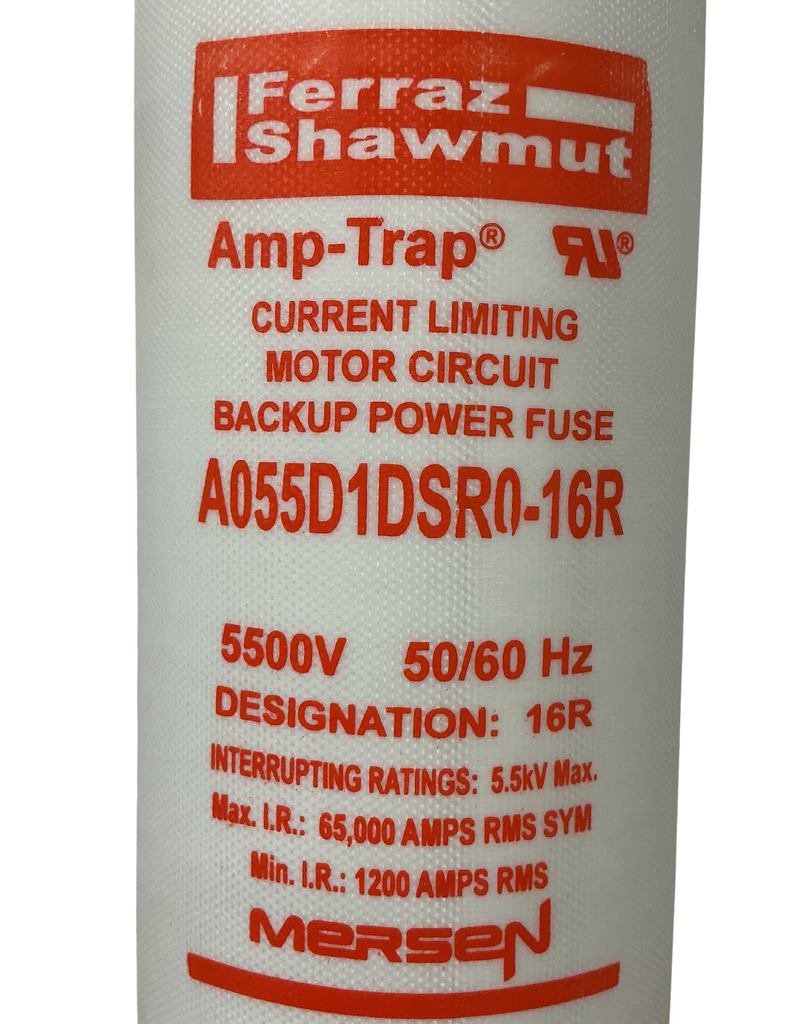 Ferraz
Shawmut
Amp-Trap® RU®
CURRENT LIMITING
MOTOR CIRCUIT
BACKUP POWER FUSE
A055D1DSR0-16R
5500V 50/60 Hz
DESIGNATION: 16R
INTERRUPTING RATINGS: 5.5kV Max.
Max. I.R.: 65,000 AMPS RMS SYM
Min. I.R.: 1200 AMPS RMS
MERSEN